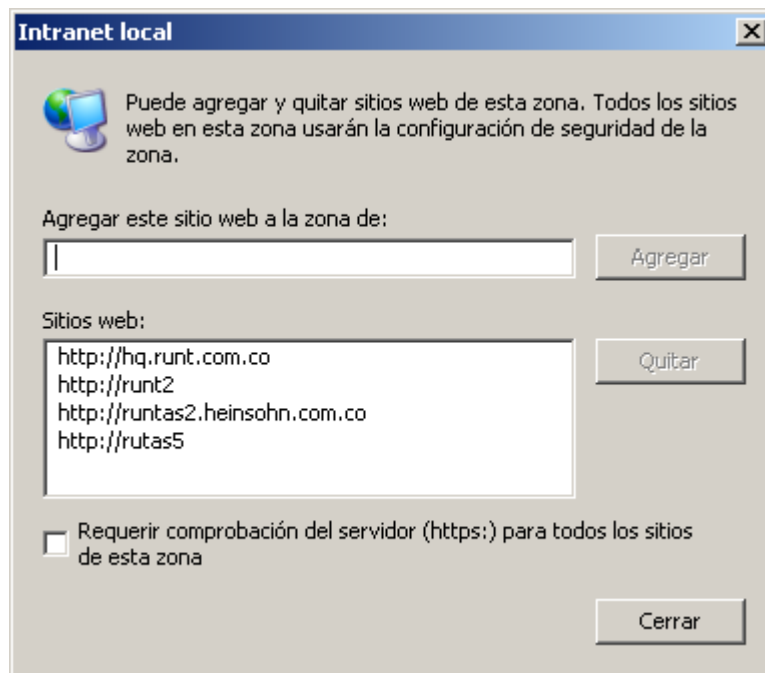 Intranet local
Puede agregar y quitar sitios web de esta zona. Todos los sitios
web en esta zona usarán la configuración de seguridad de la
zona.
Agregar este sitio web a la zona de:
Agregar
Sitios web:
http://hq.runt.com.co
http://runt2
http://runtas2.heinsohn.com.co
http://rutas5
Quitar
Requerir comprobación del servidor (https:) para todos los sitios
de esta zona
Cerrar